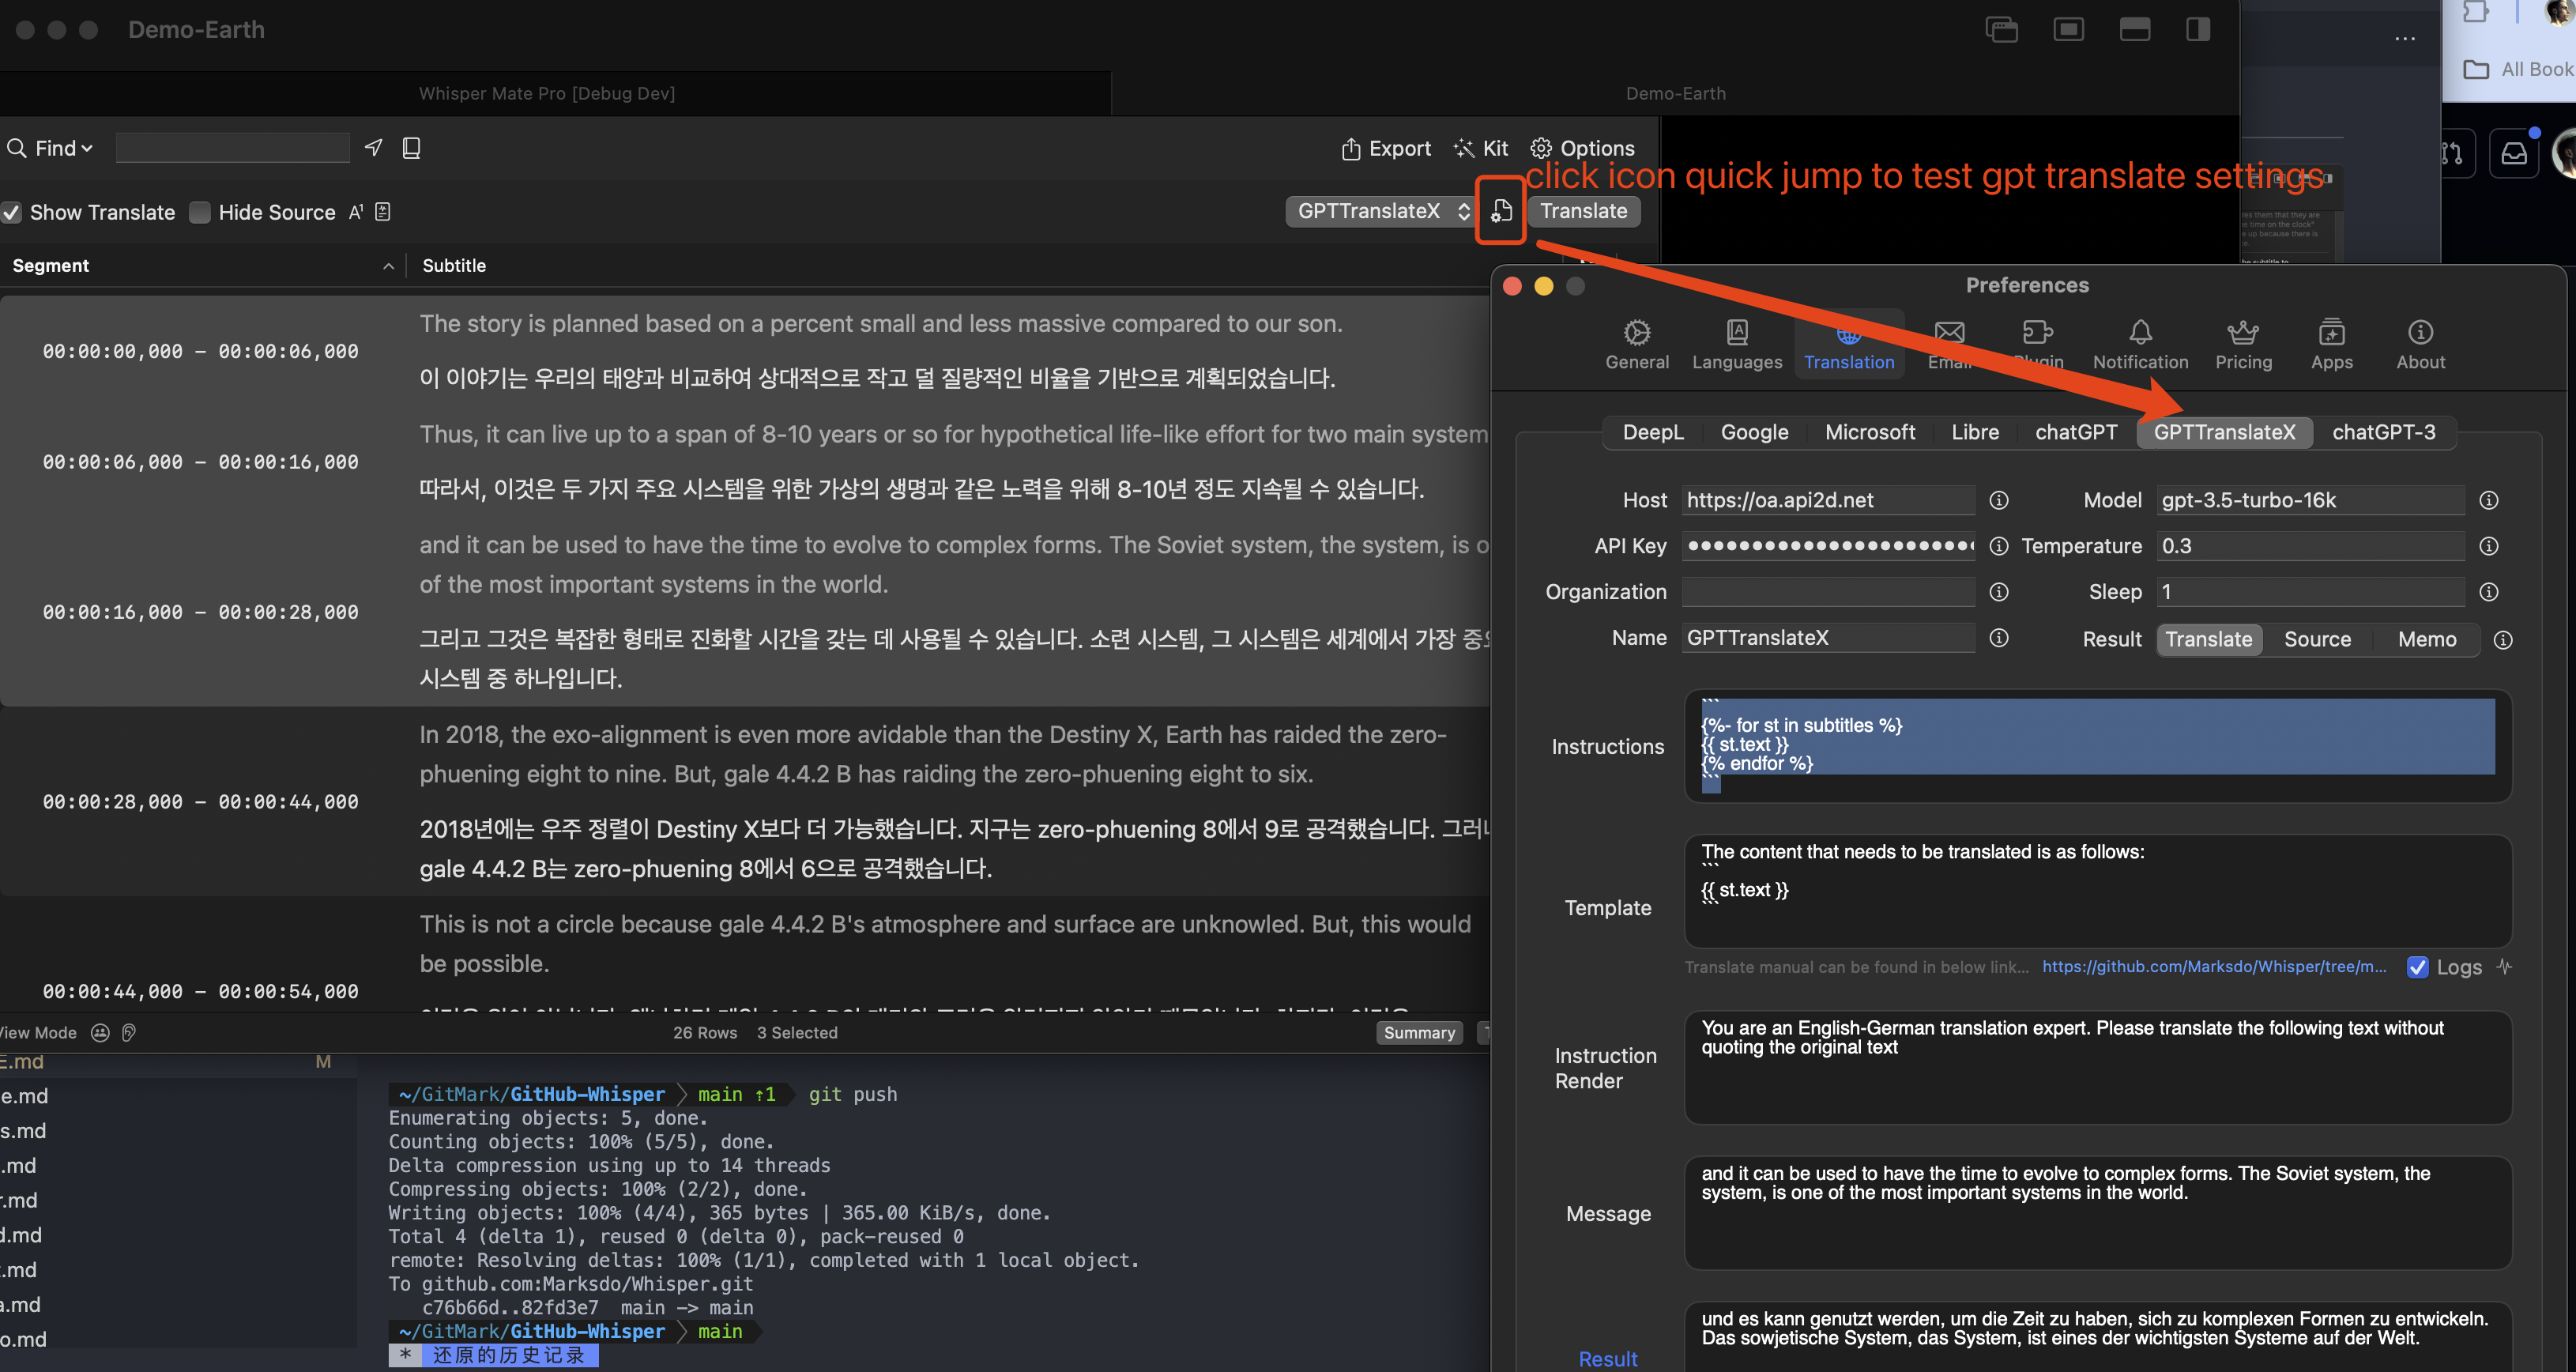 Demo-Earth
Whisper Mate Pro [Debug Dev]
Demo-Earth
All Book
Find
Export
Kit
Options
click icon quick jump to test gpt translate settings
Show Translate
Hide Source
GPTTranslateX
Translate
Segment
Subtitle
00:00:00,000 – 00:00:06,000
The story is planned based on a percent small and less massive compared to our son.
이 이야기는 우리의 태양과 비교하여 상대적으로 작고 덜 질량적인 비율을 기반으로 계획되었습니다.
00:00:06,000 – 00:00:16,000
Thus, it can live up to a span of 8-10 years or so for hypothetical life-like effort for two main system
따라서, 이것은 두 가지 주요 시스템을 위한 가상의 생명과 같은 노력을 위해 8-10년 정도 지속될 수 있습니다.
00:00:16,000 – 00:00:28,000
and it can be used to have the time to evolve to complex forms. The Soviet system, the system, is o
of the most important systems in the world.
그리고 그것은 복잡한 형태로 진화할 시간을 갖는 데 사용될 수 있습니다. 소련 시스템, 그 시스템은 세계에서 가장
시스템 중 하나입니다.
00:00:28,000 – 00:00:44,000
In 2018, the exo-alignment is even more avidable than the Destiny X, Earth has raided the zero-
phuening eight to nine. But, gale 4.4.2 B has raiding the zero-phuening eight to six.
2018년에는 우주 정렬이 Destiny X보다 더 가능했습니다. 지구는 zero-phuening 8에서 9로 공격했습니다.
gale 4.4.2 B는 zero-phuening 8에서 6으로 공격했습니다.
00:00:44,000 – 00:00:54,000
This is not a circle because gale 4.4.2 B's atmosphere and surface are unknowled. But, this would
be possible.
View Mode
26 Rows
3 Selected
Summary
E.md
M
e.md
s.md
.md
r.md
d.md
.md
a.md
o.md
~/GitMark/GitHub-Whisper main ⇡1 git push
Enumerating objects: 5, done.
Counting objects: 100% (5/5), done.
Delta compression using up to 14 threads
Compressing objects: 100% (2/2), done.
Writing objects: 100% (4/4), 365 bytes | 365.00 KiB/s, done.
Total 4 (delta 1), reused 0 (delta 0), pack-reused 0
remote: Resolving deltas: 100% (1/1), completed with 1 local object.
To github.com:Marksdo/Whisper.git
c76b66d..82fd3e7 main -> main
~/GitMark/GitHub-Whisper main
* 还原的历史记录
Preferences
General
Languages
Translation
Email
Plugin
Notification
Pricing
Apps
About
DeepL
Google
Microsoft
Libre
chatGPT
GPTTranslateX
chatGPT-3
Host
https://oa.api2d.net
Model
gpt-3.5-turbo-16k
API Key
Temperature
0.3
Organization
Sleep
1
Name
GPTTranslateX
Result
Translate
Source
Memo
Instructions
```
{%- for st in subtitles %}
{{ st.text }}
{% endfor %}
```
Template
The content that needs to be translated is as follows:
```
{{ st.text }}
```
Translate manual can be found in below link...
https://github.com/Marksdo/Whisper/tree/m...
Logs
Instruction
Render
You are an English-German translation expert. Please translate the following text without
quoting the original text
Message
and it can be used to have the time to evolve to complex forms. The Soviet system, the
system, is one of the most important systems in the world.
Result
und es kann genutzt werden, um die Zeit zu haben, sich zu komplexen Formen zu entwickeln.
Das sowjetische System, das System, ist eines der wichtigsten Systeme auf der Welt.